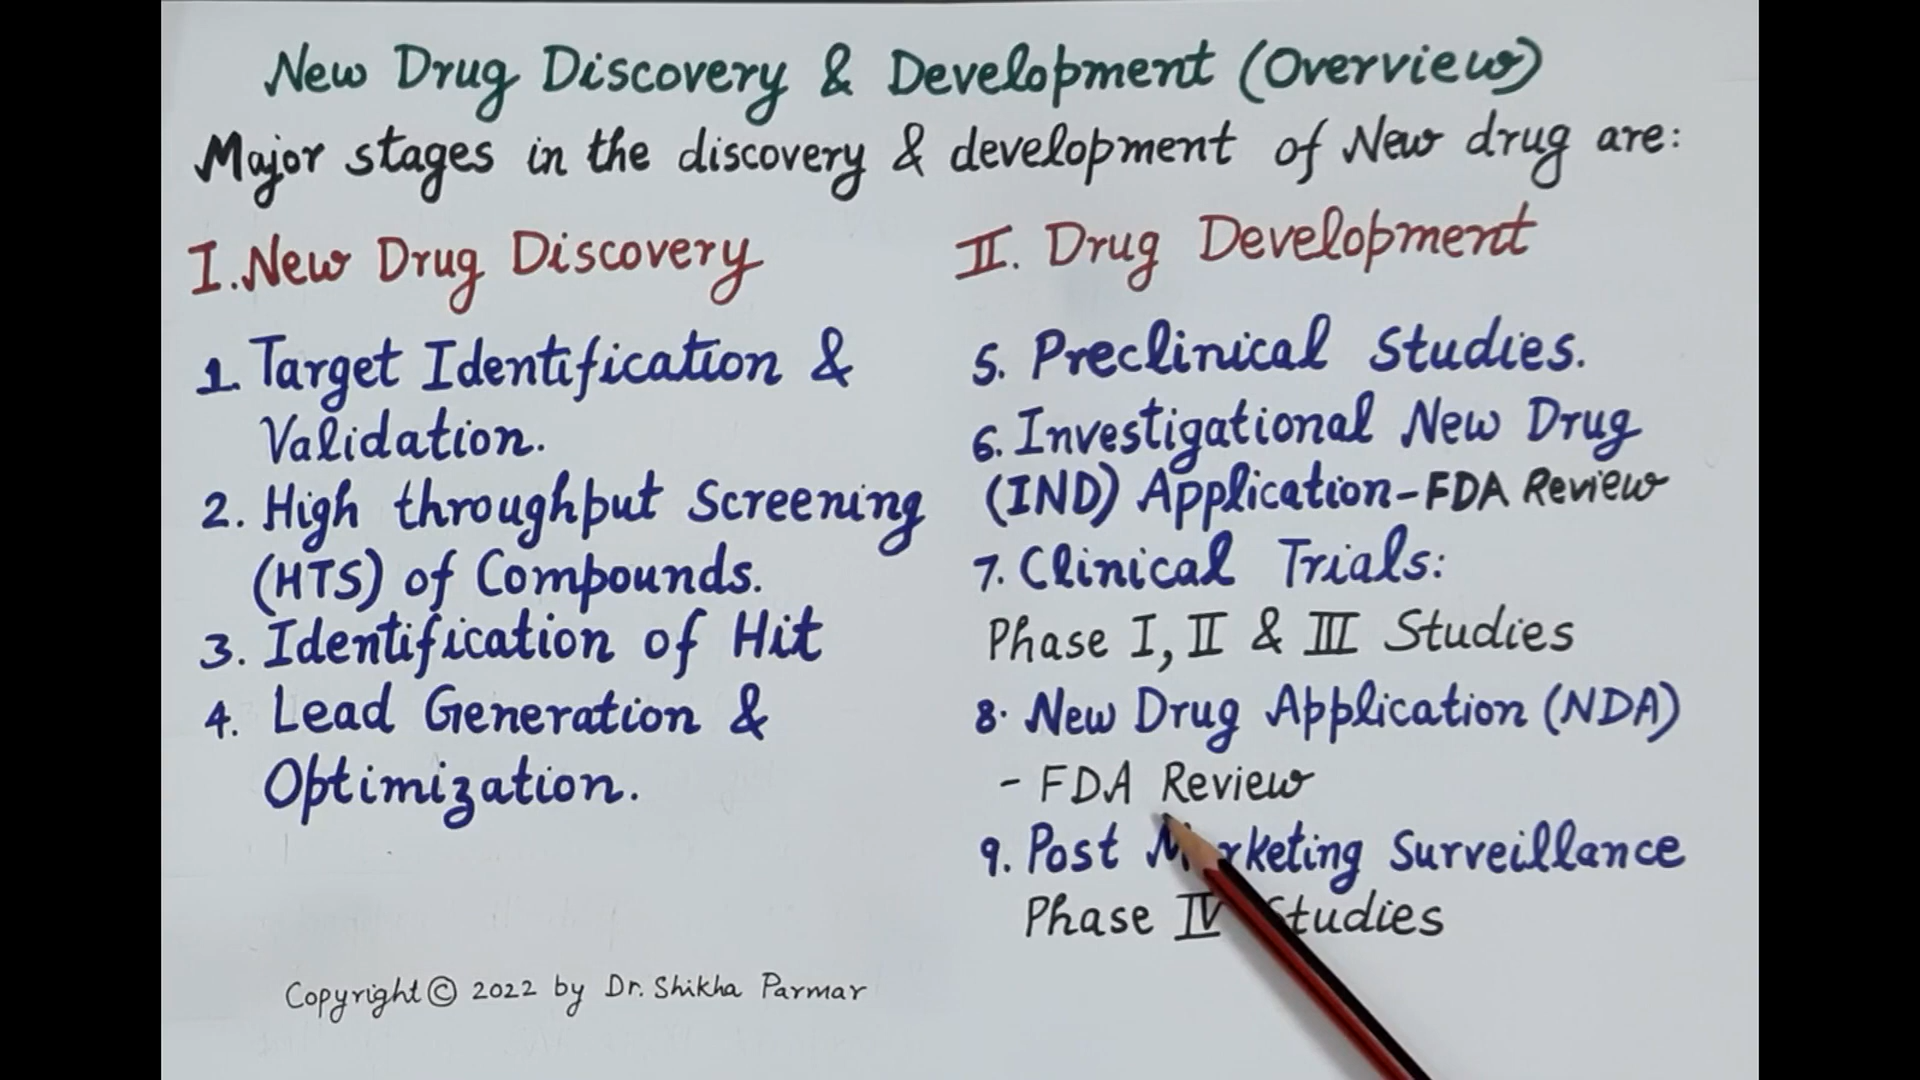 New Drug Discovery & Development (Overview)
Major stages in the discovery & development of New drug are:
I. New Drug Discovery
1. Target Identification &
Validation.
2. High throughput Screening
(HTS) of Compounds.
3. Identification of Hit
4. Lead Generation &
Optimization.
II. Drug Development
5. Preclinical Studies.
6. Investigational New Drug
(IND) Application - FDA Review
7. Clinical Trials:
Phase I, II & III Studies
8. New Drug Application (NDA)
- FDA Review
9. Post Marketing Surveillance
Phase IV Studies
Copyright © 2022 by Dr. Shikha Parmar